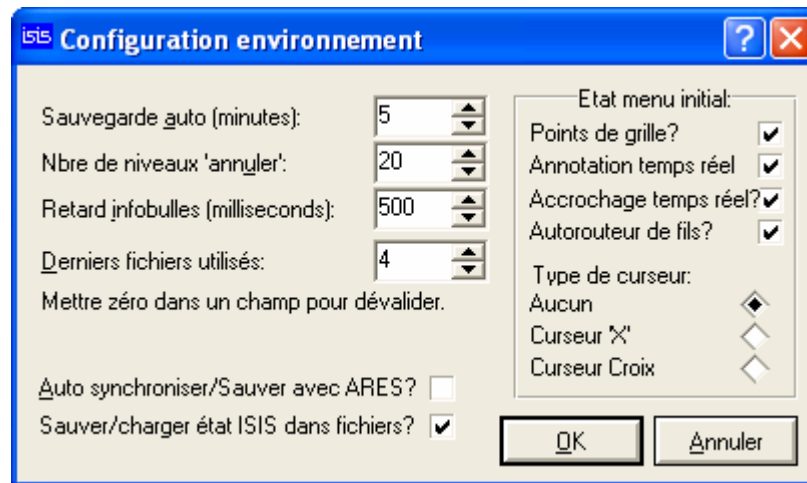 isis Configuration environnement
Sauvegarde auto (minutes): 5
Nbre de niveaux 'annuler': 20
Retard infobulles (milliseconds): 500
Derniers fichiers utilisés: 4
Mettre zéro dans un champ pour dévalider.
Auto synchroniser/Sauver avec ARES?
Sauver/charger état ISIS dans fichiers?
Etat menu initial:
Points de grille?
Annotation temps réel
Accrochage temps réel?
Autorouteur de fils?
Type de curseur:
Aucun
Curseur 'X'
Curseur Croix
OK
Annuler